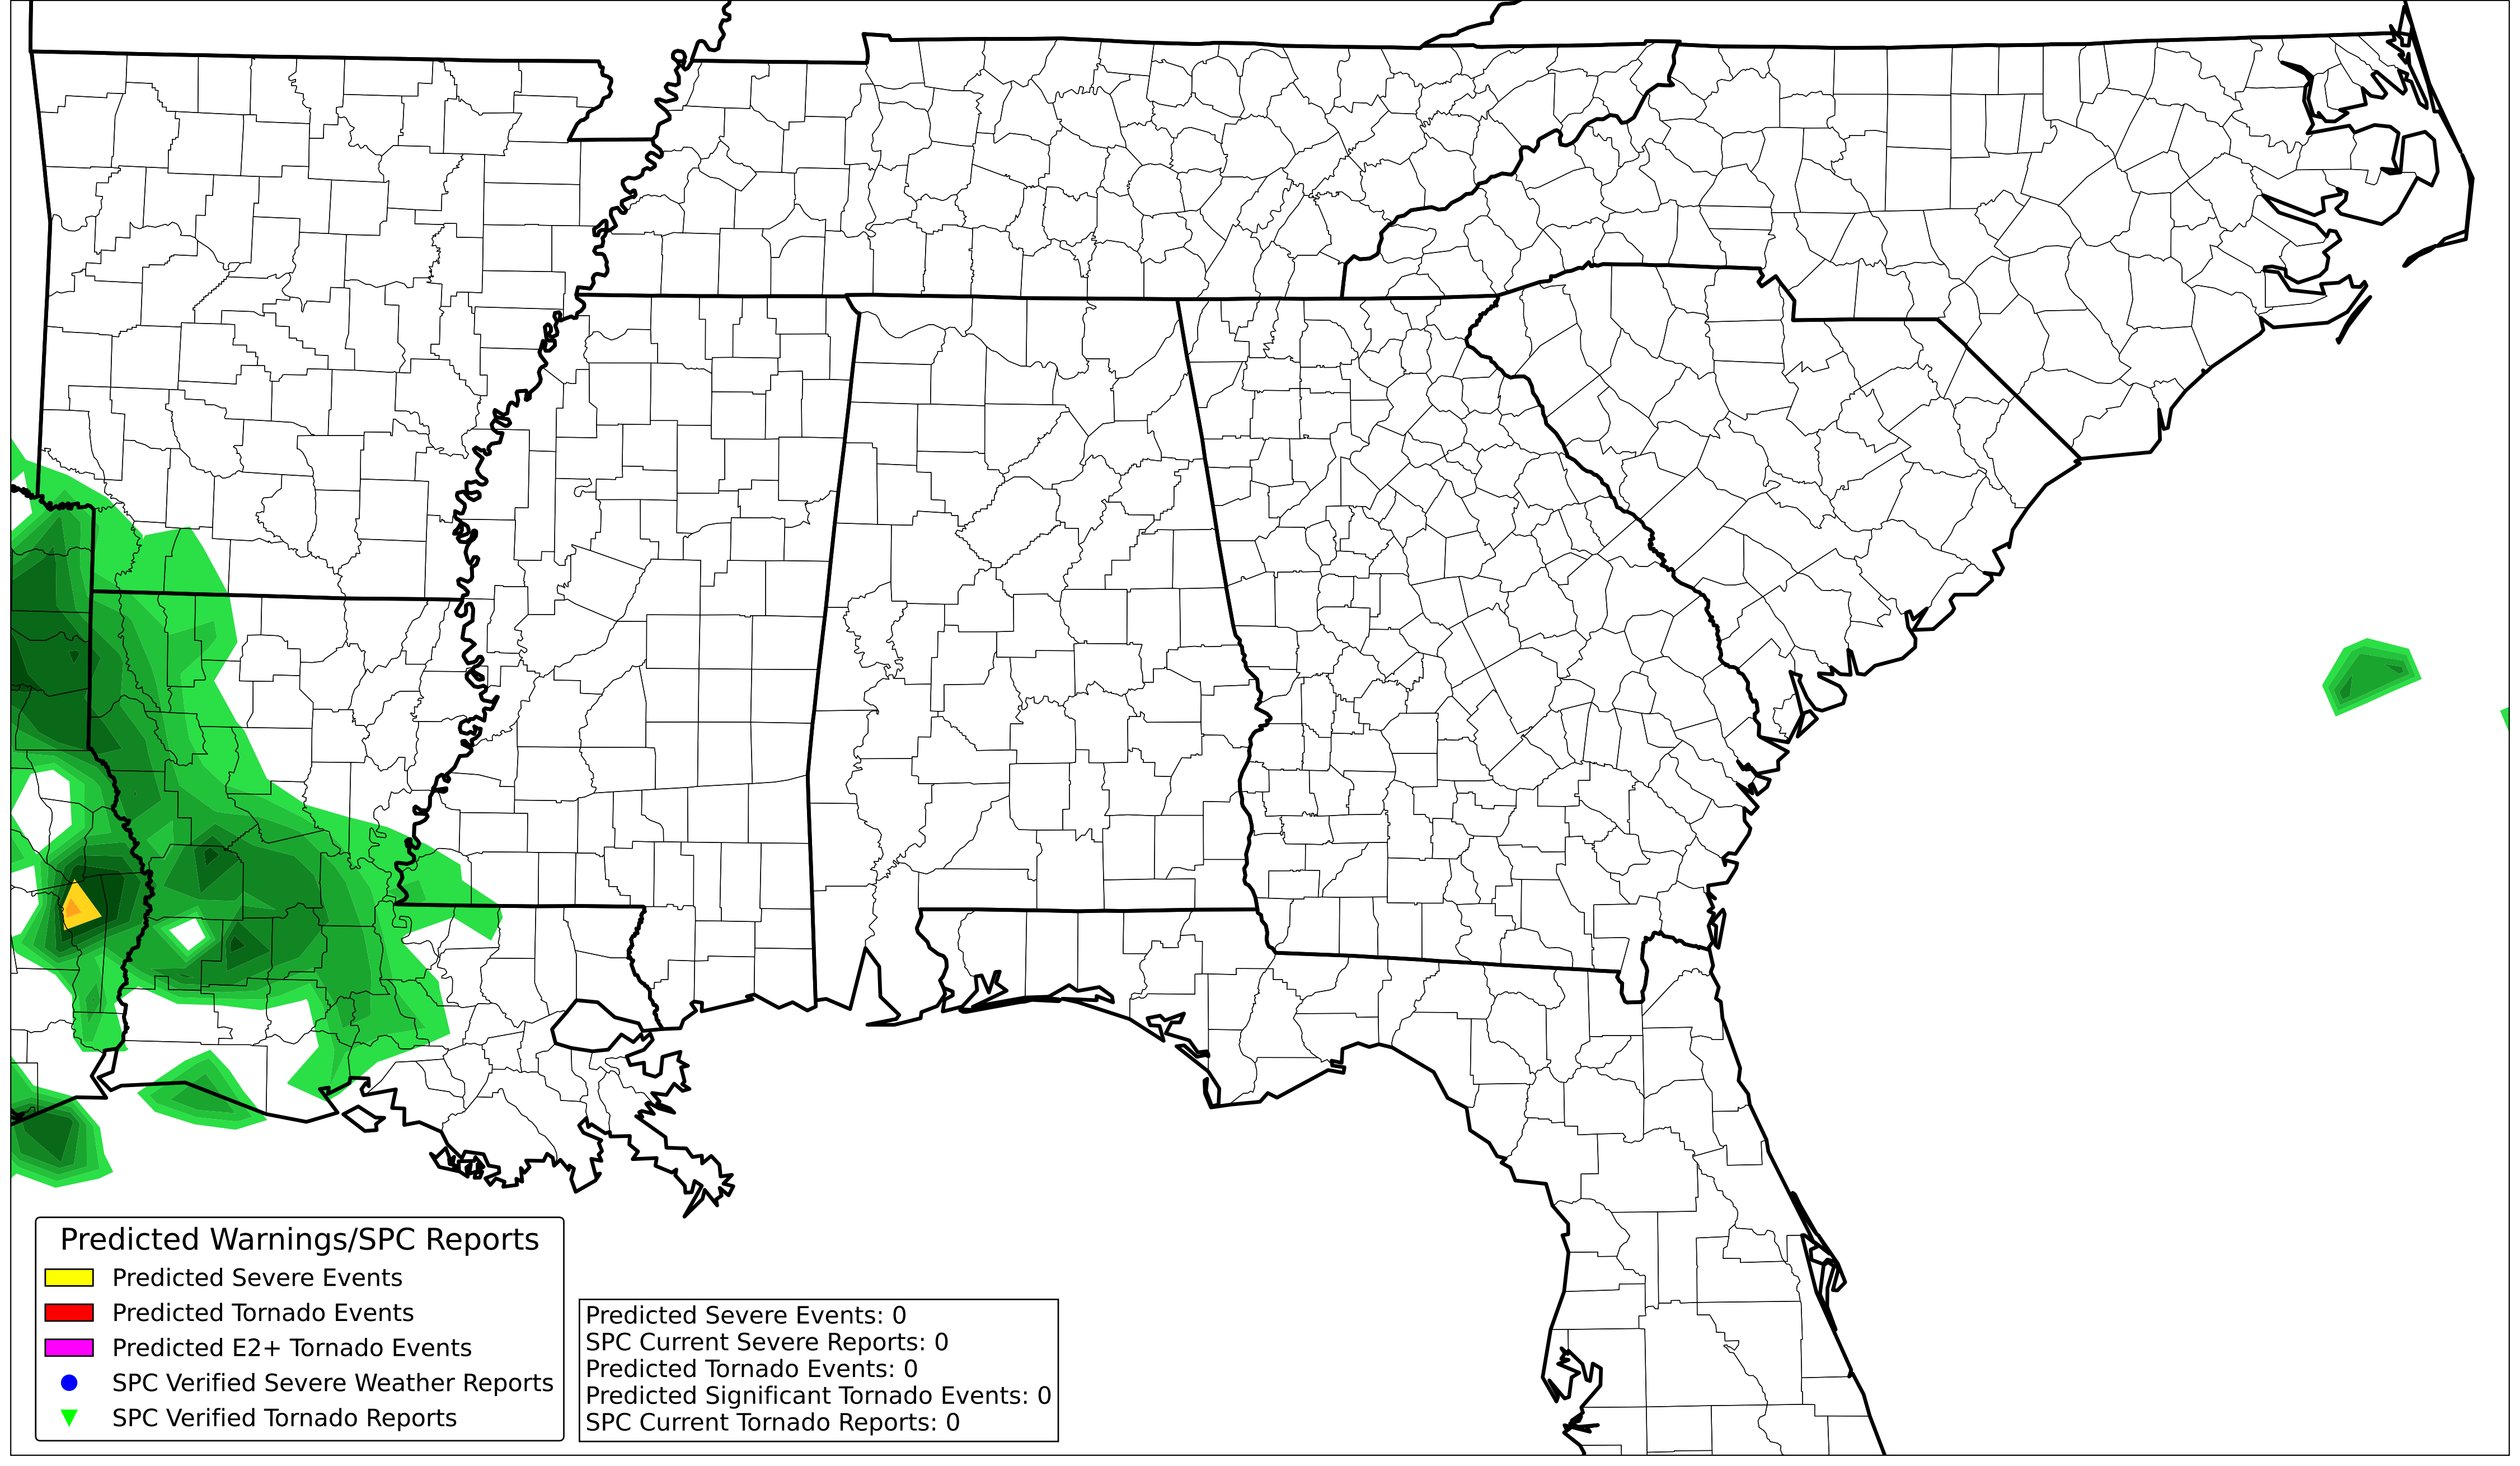 Predicted Warnings/SPC Reports
Predicted Severe Events
Predicted Tornado Events
Predicted E2+ Tornado Events
SPC Verified Severe Weather Reports
SPC Verified Tornado Reports
Predicted Severe Events: 0
SPC Current Severe Reports: 0
Predicted Tornado Events: 0
Predicted Significant Tornado Events: 0
SPC Current Tornado Reports: 0